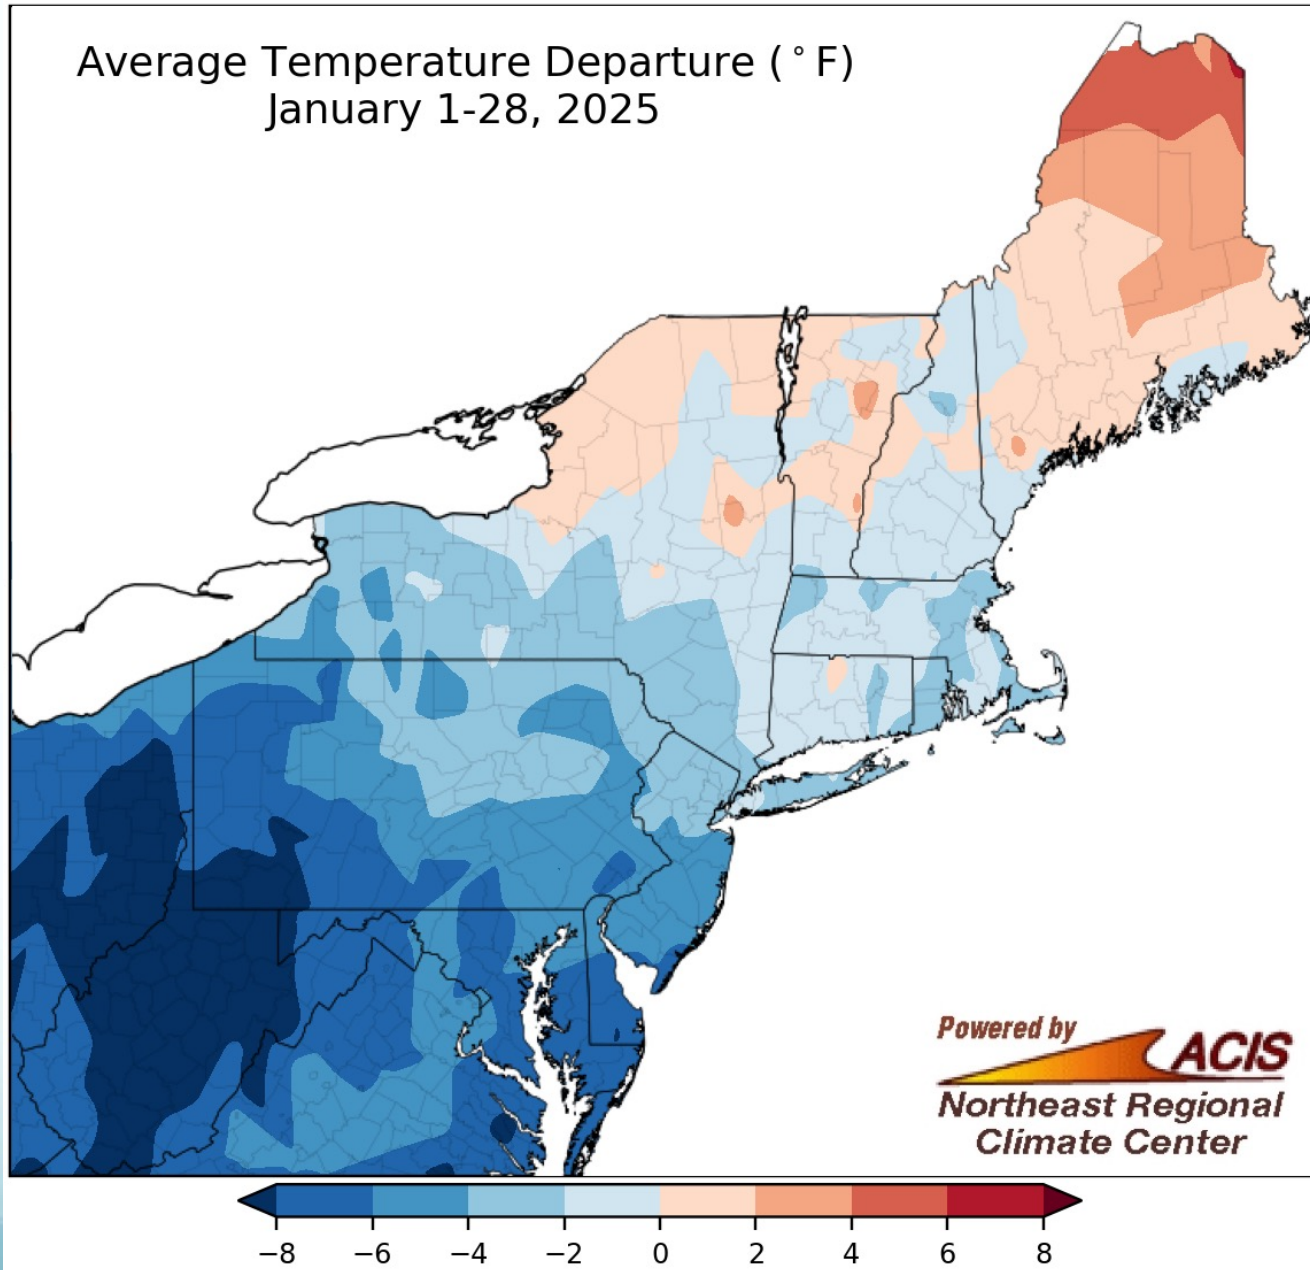 Average Temperature Departure (°F)
January 1-28, 2025
Powered by
ACIS
Northeast Regional
Climate Center
−8 −6 −4 −2 0 2 4 6 8